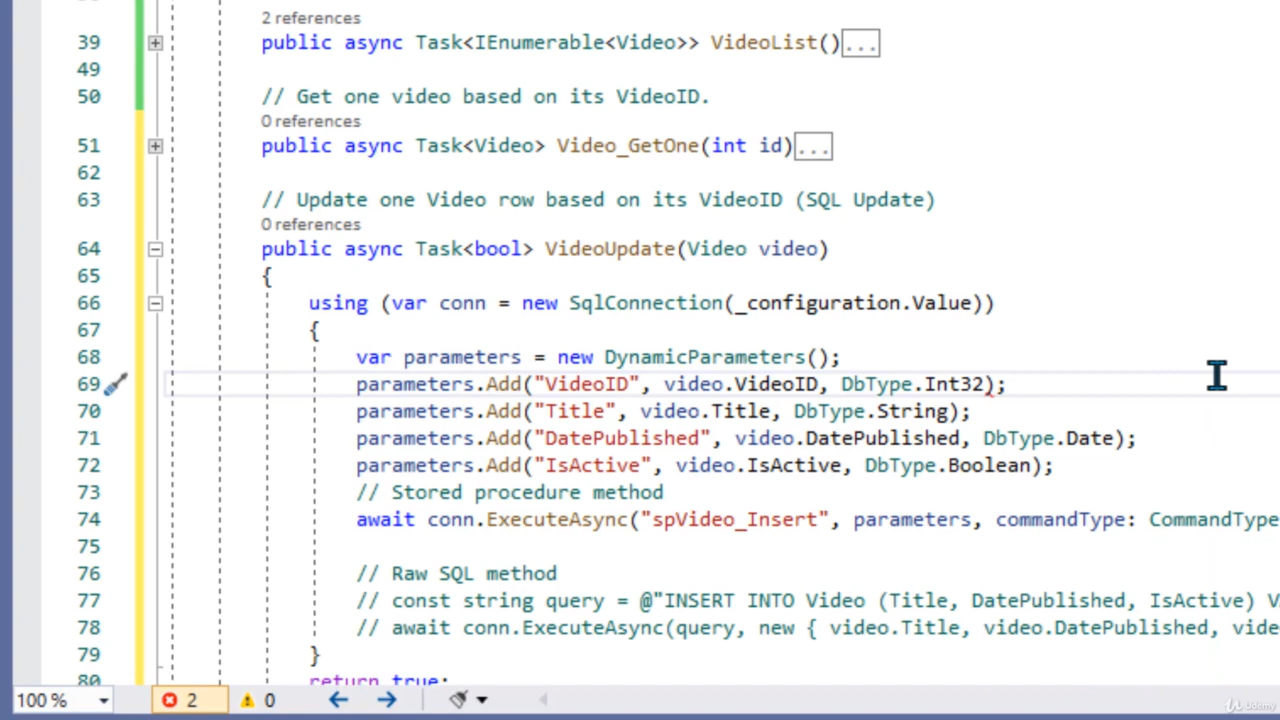 2 references
39 public async Task<IEnumerable<Video>> VideoList()...
49
50 // Get one video based on its VideoID.
0 references
51 public async Task<Video> Video_GetOne(int id)...
62
63 // Update one Video row based on its VideoID (SQL Update)
0 references
64 public async Task<bool> VideoUpdate(Video video)
65 {
66 using (var conn = new SqlConnection(_configuration.Value))
67 {
68 var parameters = new DynamicParameters();
69 parameters.Add("VideoID", video.VideoID, DbType.Int32);
70 parameters.Add("Title", video.Title, DbType.String);
71 parameters.Add("DatePublished", video.DatePublished, DbType.Date);
72 parameters.Add("IsActive", video.IsActive, DbType.Boolean);
73 // Stored procedure method
74 await conn.ExecuteAsync("spVideo_Insert", parameters, commandType: CommandType
75
76 // Raw SQL method
77 // const string query = @"INSERT INTO Video (Title, DatePublished, IsActive) V
78 // await conn.ExecuteAsync(query, new { video.Title, video.DatePublished, vide
79 }
80 return true;
100 % 2 0
Udemy